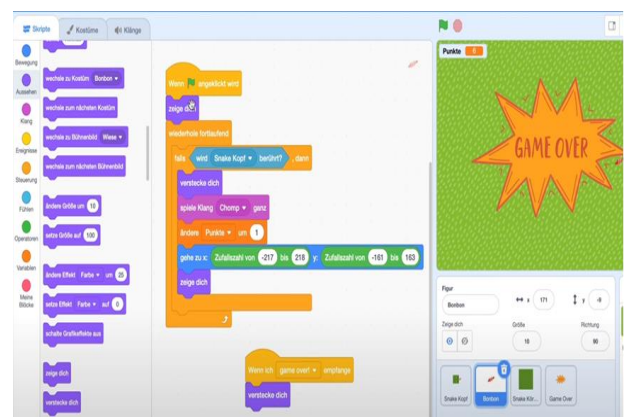 Skripte
Kostüme
Klänge
Bewegung
Aussehen
Klang
Ereignisse
Steuerung
Fühlen
Operatoren
Variablen
Meine
Blöcke
wechsle zu Kostüm Bonbon
wechsle zum nächsten Kostüm
wechsle zu Bühnenbild Wiese
wechsle zum nächsten Bühnenbild
ändere Größe um 10
setze Größe auf 100
ändere Effekt Farbe um 25
setze Effekt Farbe auf 0
schalte Grafikeffekte aus
zeige dich
verstecke dich
Wenn angeklickt wird
zeige dich
wiederhole fortlaufend
falls wird Snake Kopf berührt? , dann
verstecke dich
spiele Klang Chomp ganz
ändere Punkte um 1
gehe zu x: Zufallszahl von -217 bis 218 y: Zufallszahl von -161 bis 163
zeige dich
Wenn ich game over! empfange
verstecke dich
Punkte
GAME OVER
Figur
Bonbon
x 171
y
Zeige dich
Größe
Richtung
90
Snake Kopf
Bonbon
Snake Kör...
Game Over